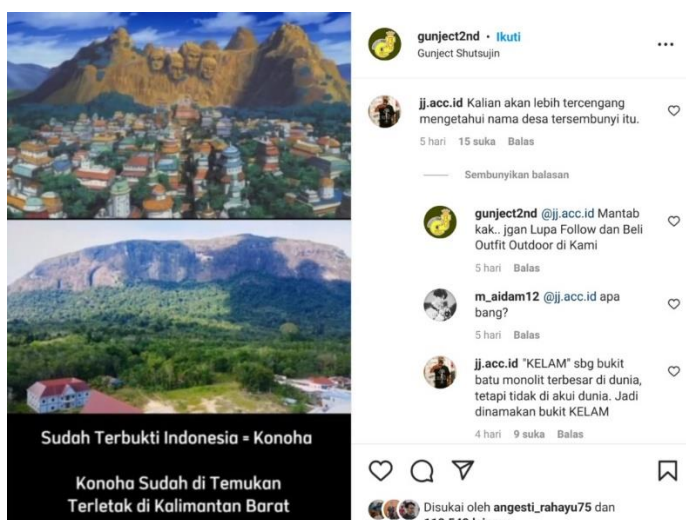 Sudah Terbukti Indonesia = Konoha
Konoha Sudah di Temukan
Terletak di Kalimantan Barat
gunject2nd • Ikuti
Gunject Shutsujin
jj.acc.id Kalian akan lebih tercengang
mengetahui nama desa tersembunyi itu.
5 hari 15 suka Balas
Sembunyikan balasan
gunject2nd @jj.acc.id Mantab
kak.. jgan Lupa Follow dan Beli
Outfit Outdoor di Kami
5 hari Balas
m_aidam12 @jj.acc.id apa
bang?
5 hari Balas
jj.acc.id "KELAM" sbg bukit
batu monolit terbesar di dunia,
tetapi tidak di akui dunia. Jadi
dinamakan bukit KELAM
4 hari 9 suka Balas
Disukai oleh angesti_rahayu75 dan